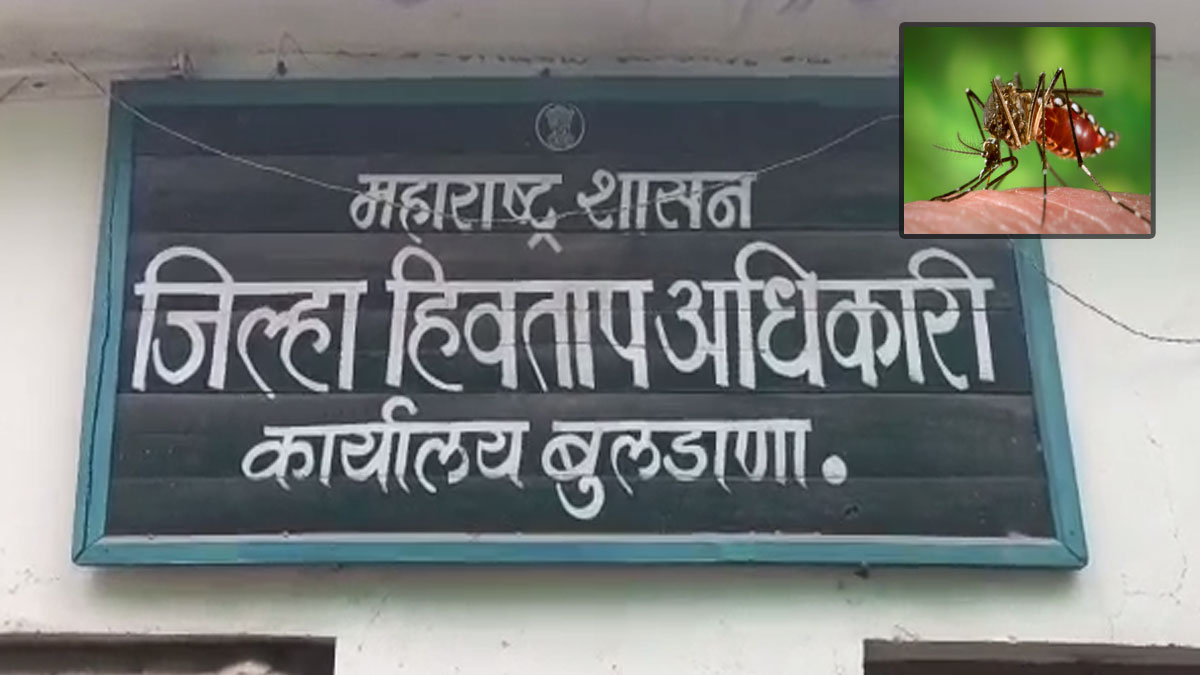 महाराष्ट्र शासन
जिल्हा हिवताप अधिकारी
कार्यालय बुलडाणा.